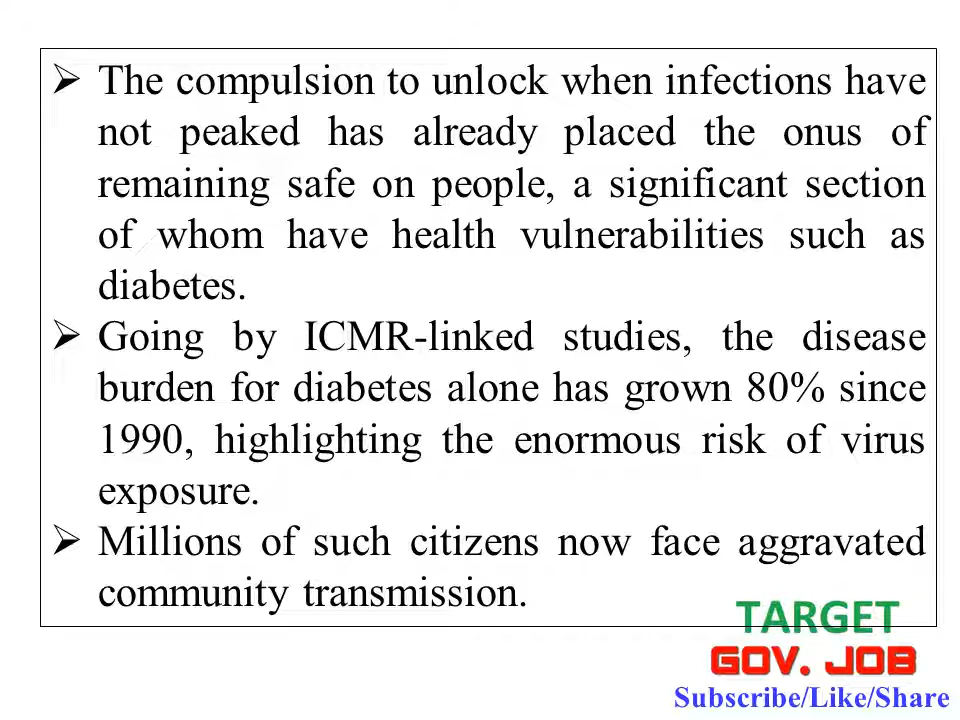 ➢ The compulsion to unlock when infections have
not peaked has already placed the onus of
remaining safe on people, a significant section
of whom have health vulnerabilities such as
diabetes.
➢ Going by ICMR-linked studies, the disease
burden for diabetes alone has grown 80% since
1990, highlighting the enormous risk of virus
exposure.
➢ Millions of such citizens now face aggravated
community transmission.
TARGET
GOV. JOB
Subscribe/Like/Share